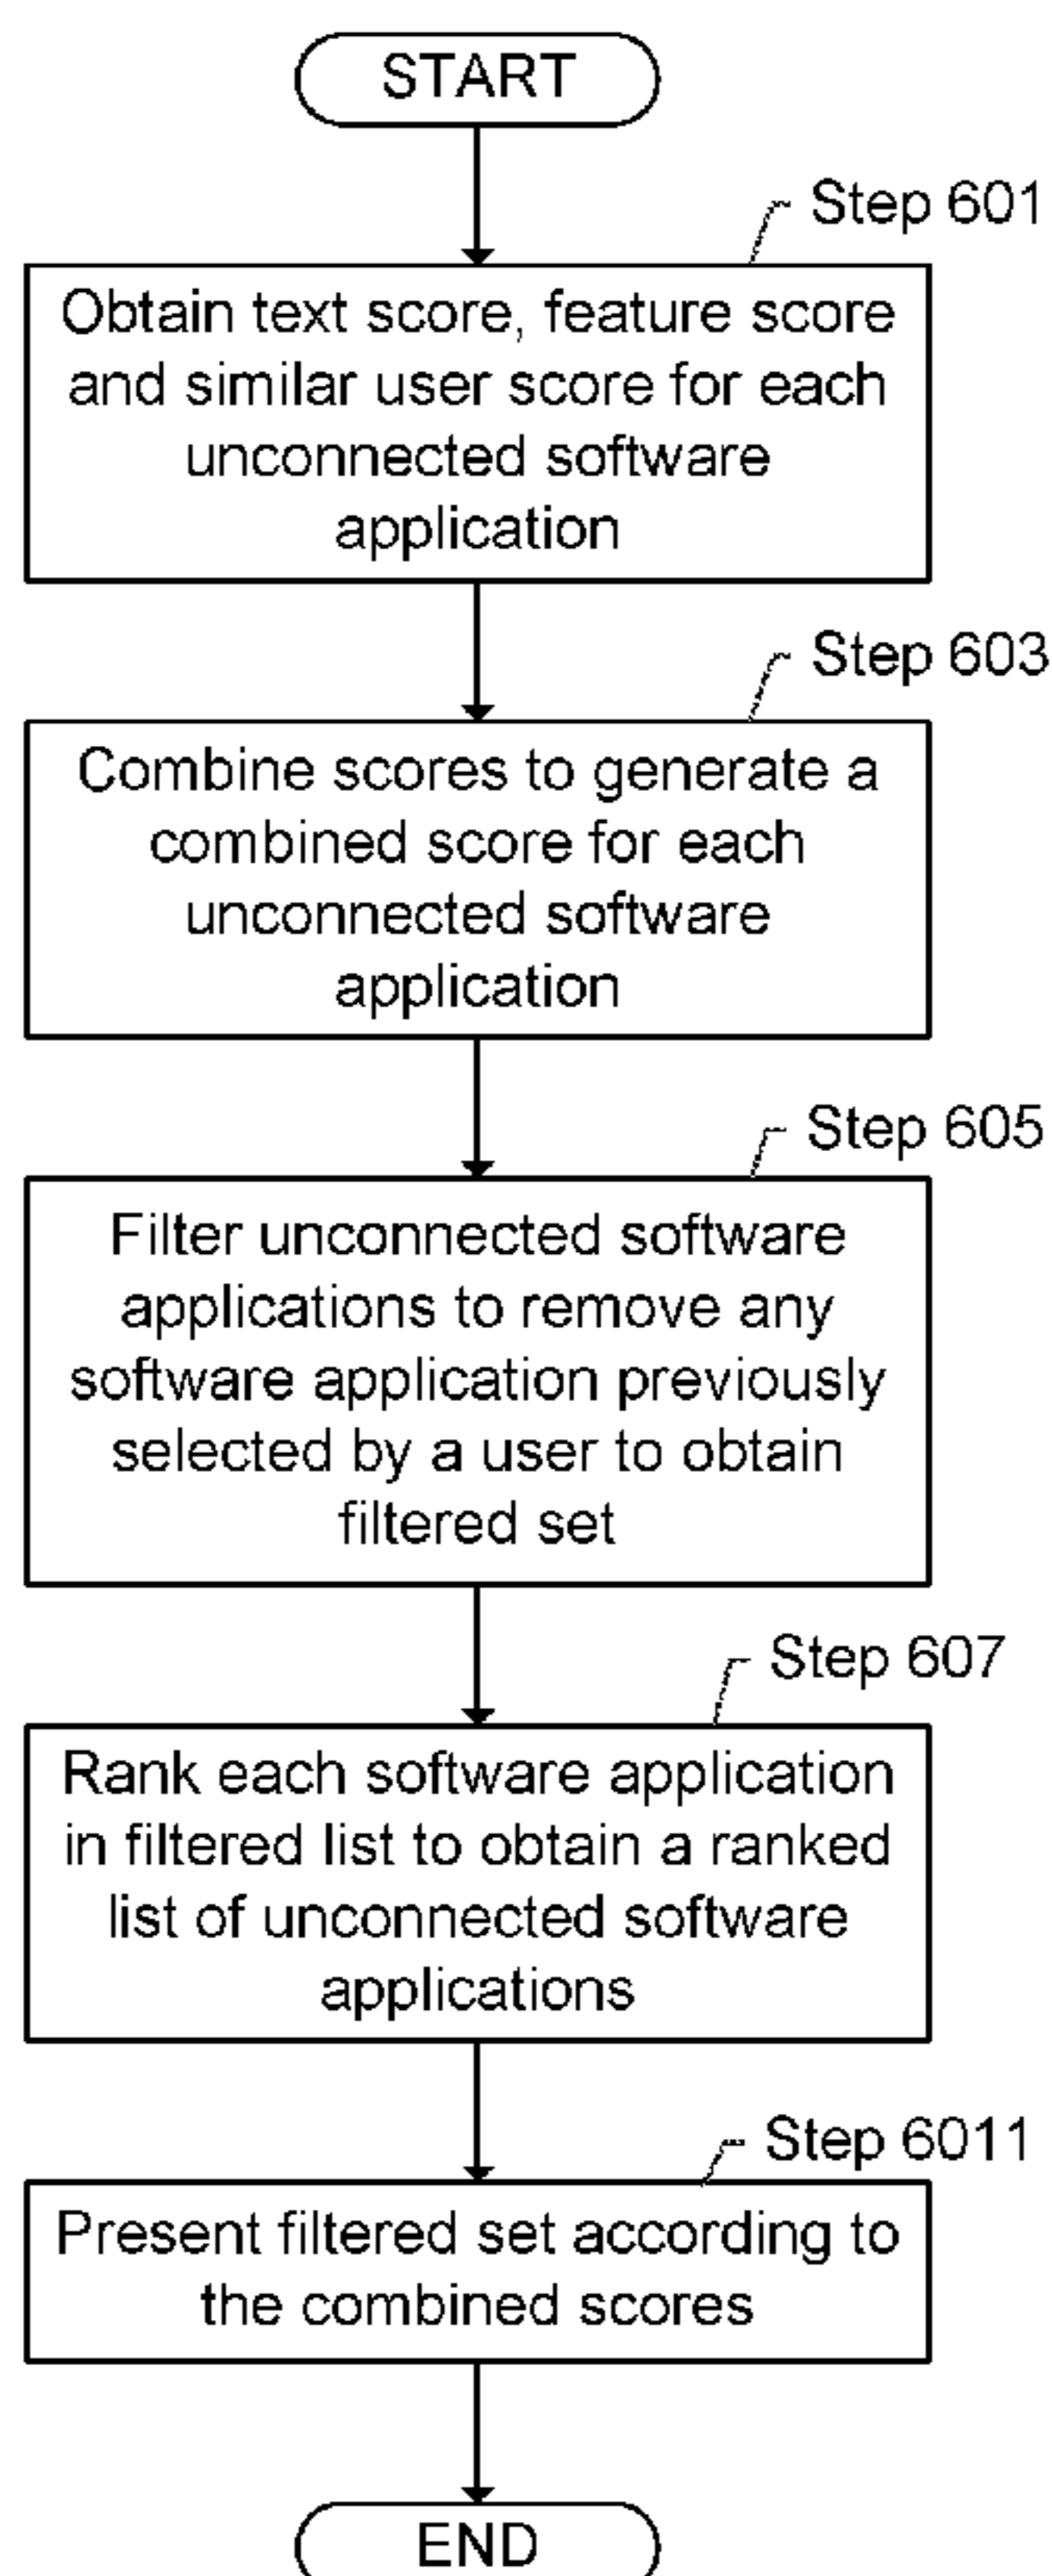 START
Step 601
Obtain text score, feature score
and similar user score for each
unconnected software
application
Step 603
Combine scores to generate a
combined score for each
unconnected software
application
Step 605
Filter unconnected software
applications to remove any
software application previously
selected by a user to obtain
filtered set
Step 607
Rank each software application
in filtered list to obtain a ranked
list of unconnected software
applications
Step 6011
Present filtered set according to
the combined scores
END